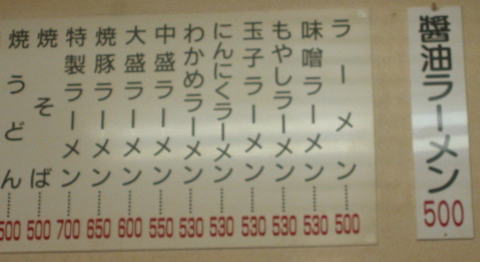 醬油ラーメン 500
ラーメン……500
味噌ラーメン……530
もやしラーメン……530
玉子ラーメン……530
にんにくラーメン……530
わかめラーメン……530
中盛ラーメン……550
大盛ラーメン……600
焼豚ラーメン……650
特製ラーメン……700
焼そば……500
焼うどん……500